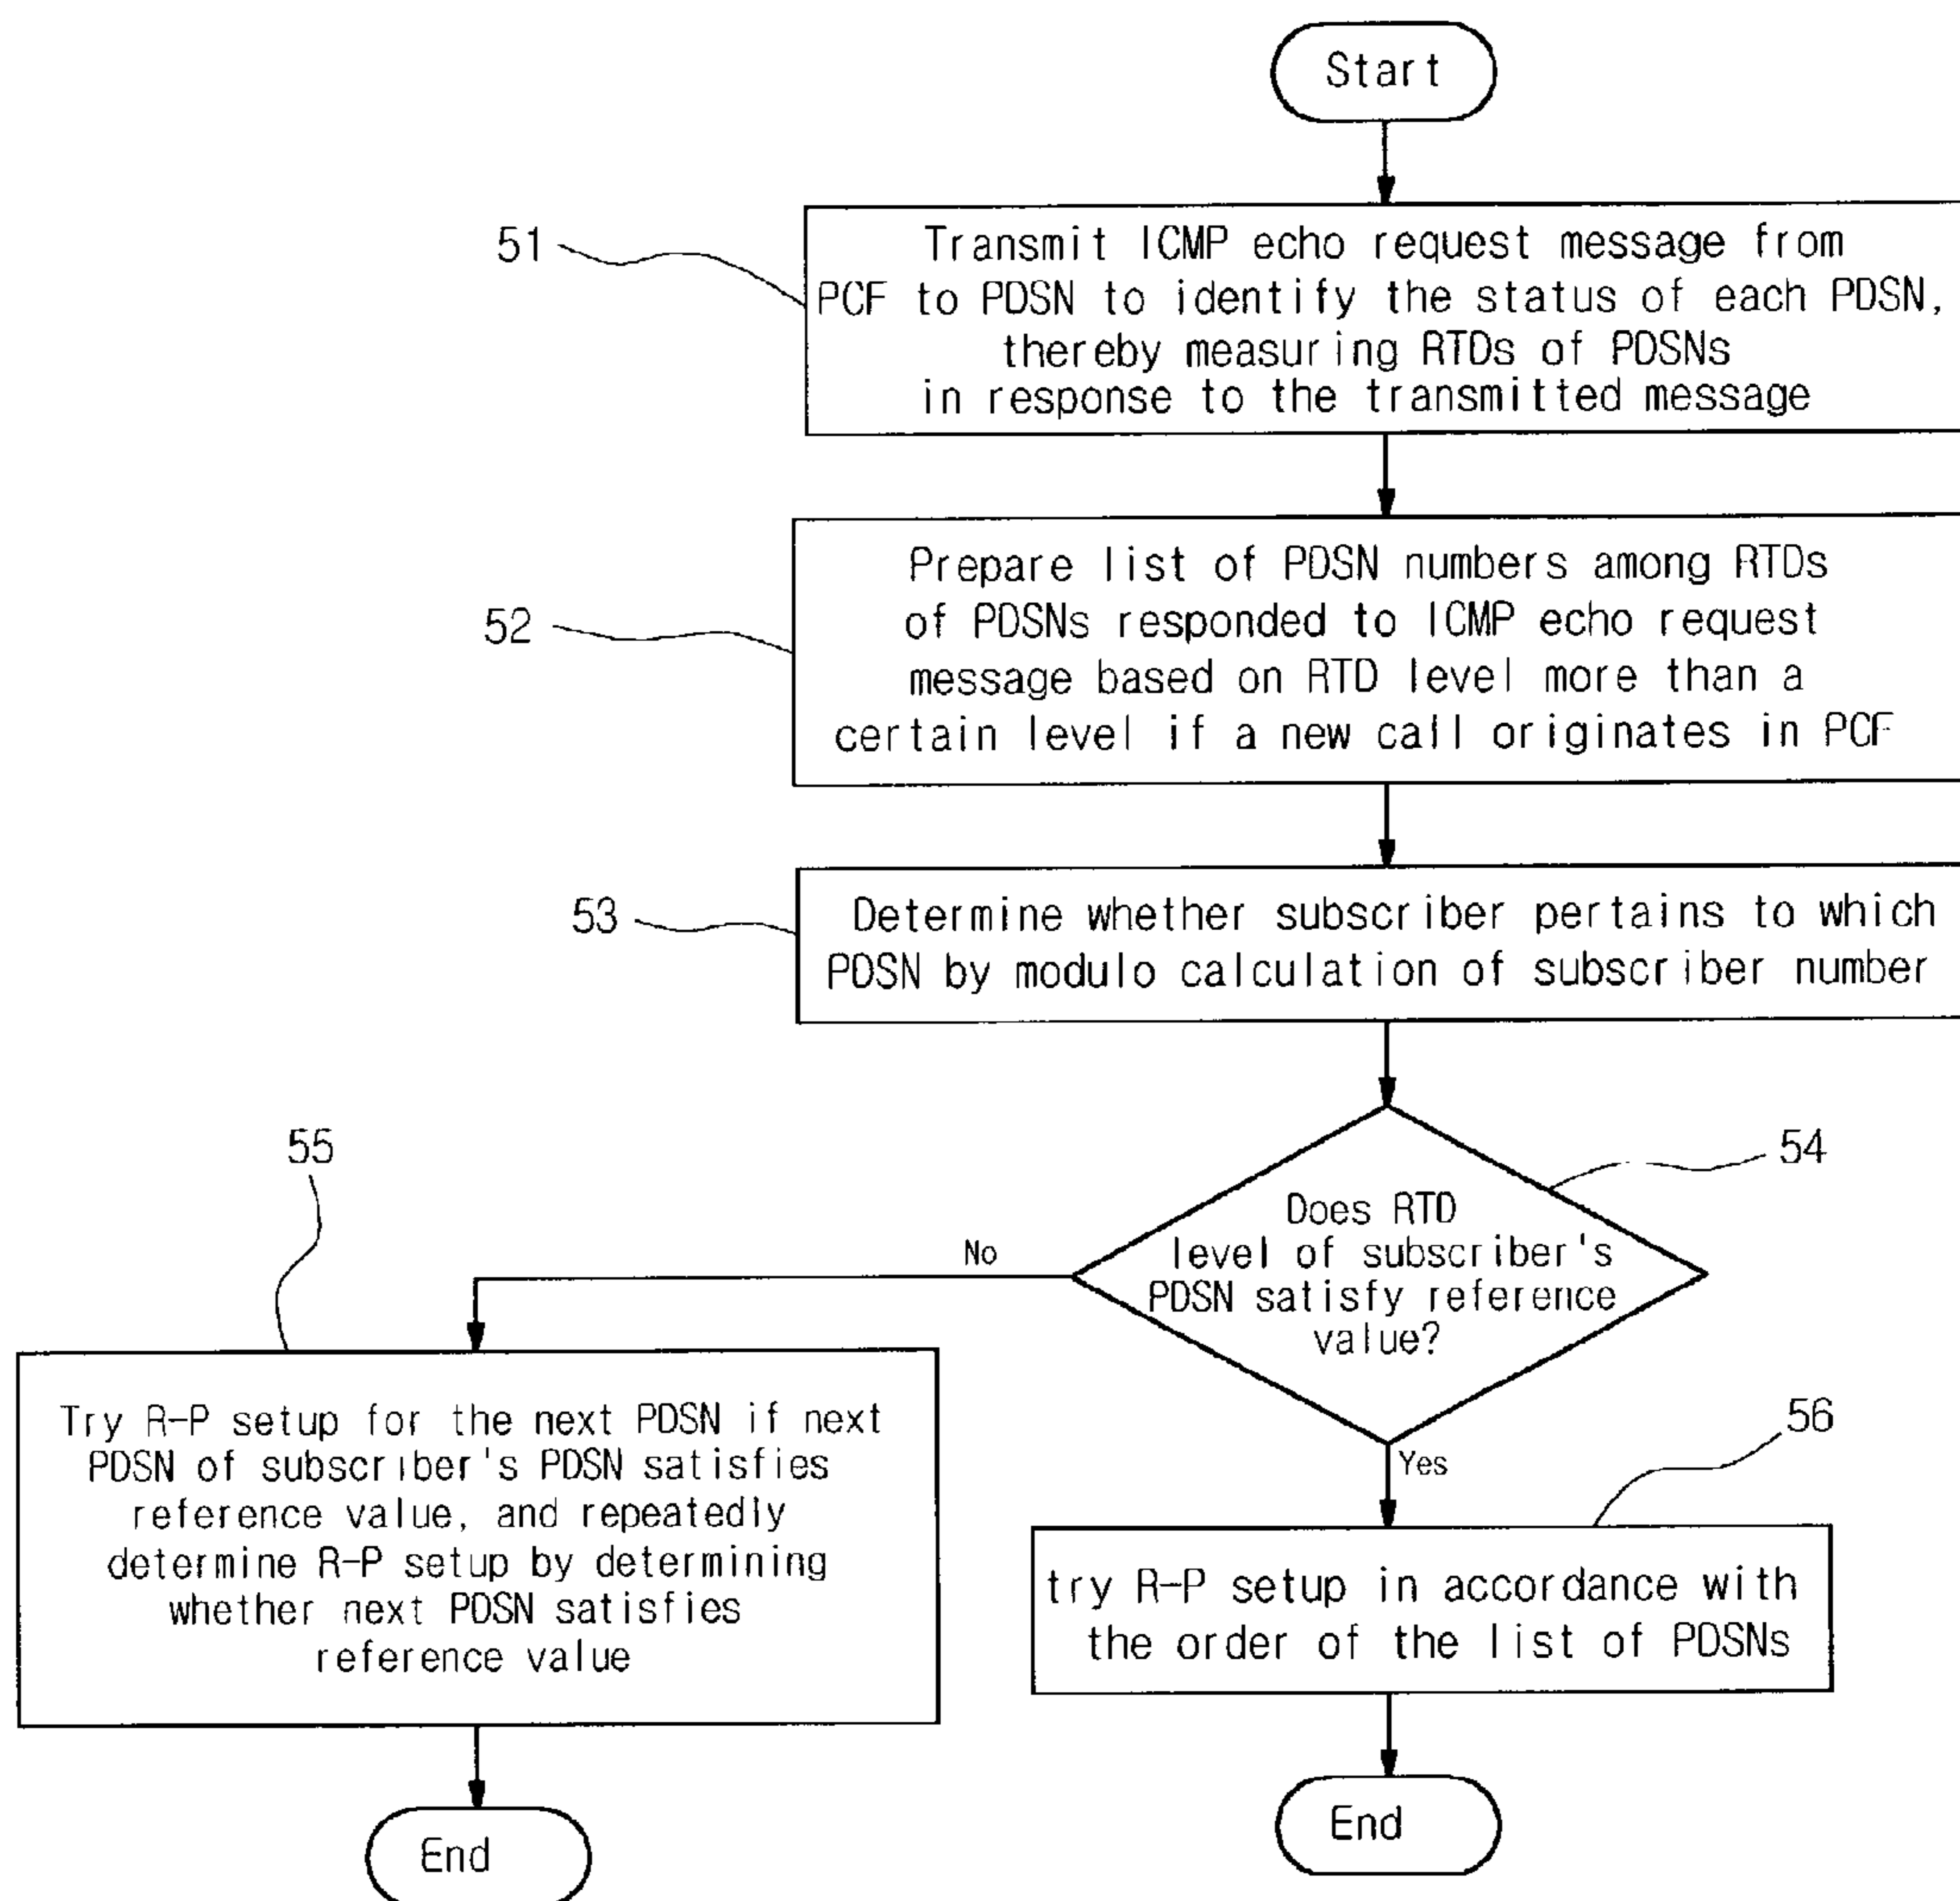 Start
51
Transmit ICMP echo request message from
PCF to PDSN to identify the status of each PDSN,
thereby measuring RTDs of PDSNs
in response to the transmitted message
52
Prepare list of PDSN numbers among RTDs
of PDSNs responded to ICMP echo request
message based on RTD level more than a
certain level if a new call originates in PCF
53
Determine whether subscriber pertains to which
PDSN by modulo calculation of subscriber number
54
Does RTD
level of subscriber's
PDSN satisfy reference
value?
No
Yes
55
Try R-P setup for the next PDSN if next
PDSN of subscriber's PDSN satisfies
reference value, and repeatedly
determine R-P setup by determining
whether next PDSN satisfies
reference value
56
try R-P setup in accordance with
the order of the list of PDSNs
End
End